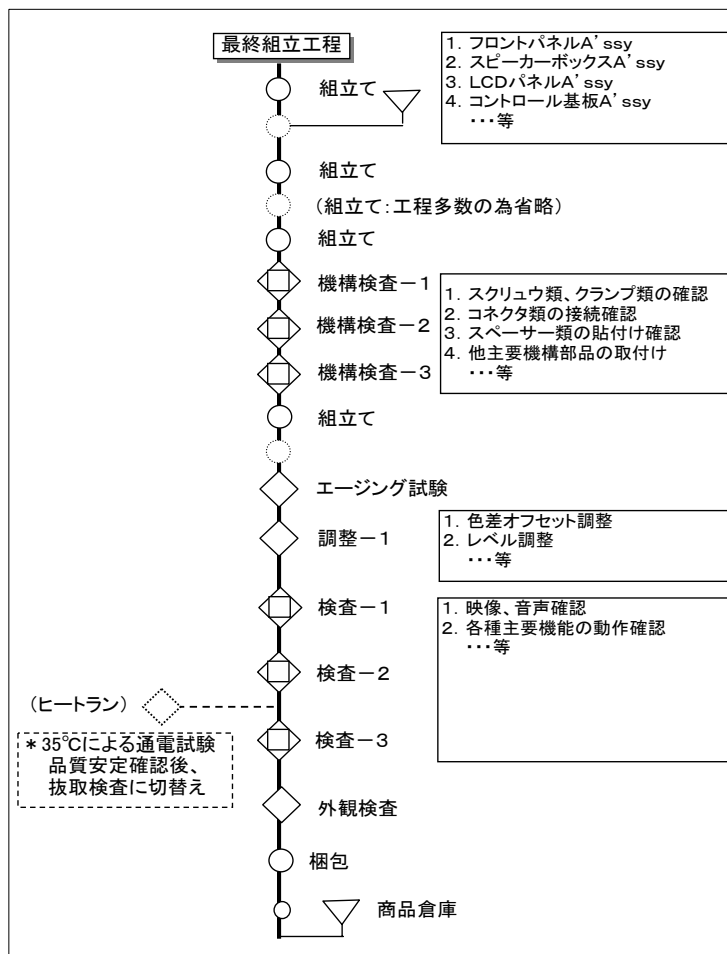 最終組立工程
組立て
1. フロントパネルA'ssy
2. スピーカーボックスA'ssy
3. LCDパネルA'ssy
4. コントロール基板A'ssy
・・・等
組立て
(組立て:工程多数の為省略)
組立て
機構検査－1
機構検査－2
機構検査－3
1. スクリュウ類、クランプ類の確認
2. コネクタ類の接続確認
3. スペーサー類の貼付け確認
4. 他主要機構部品の取付け
・・・等
組立て
エージング試験
調整－1
1. 色差オフセット調整
2. レベル調整
・・・等
検査－1
1. 映像、音声確認
2. 各種主要機能の動作確認
・・・等
検査－2
(ヒートラン)
検査－3
*35℃による通電試験
品質安定確認後、
抜取検査に切替え
外観検査
梱包
商品倉庫